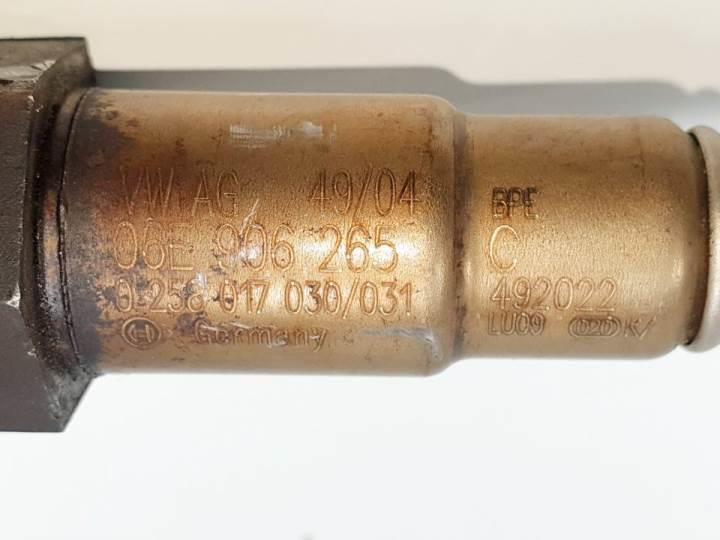 VW AG 49/04 BPE
06E 906 265 C
0 258 017 030/031 492022
Germany LU09 K/